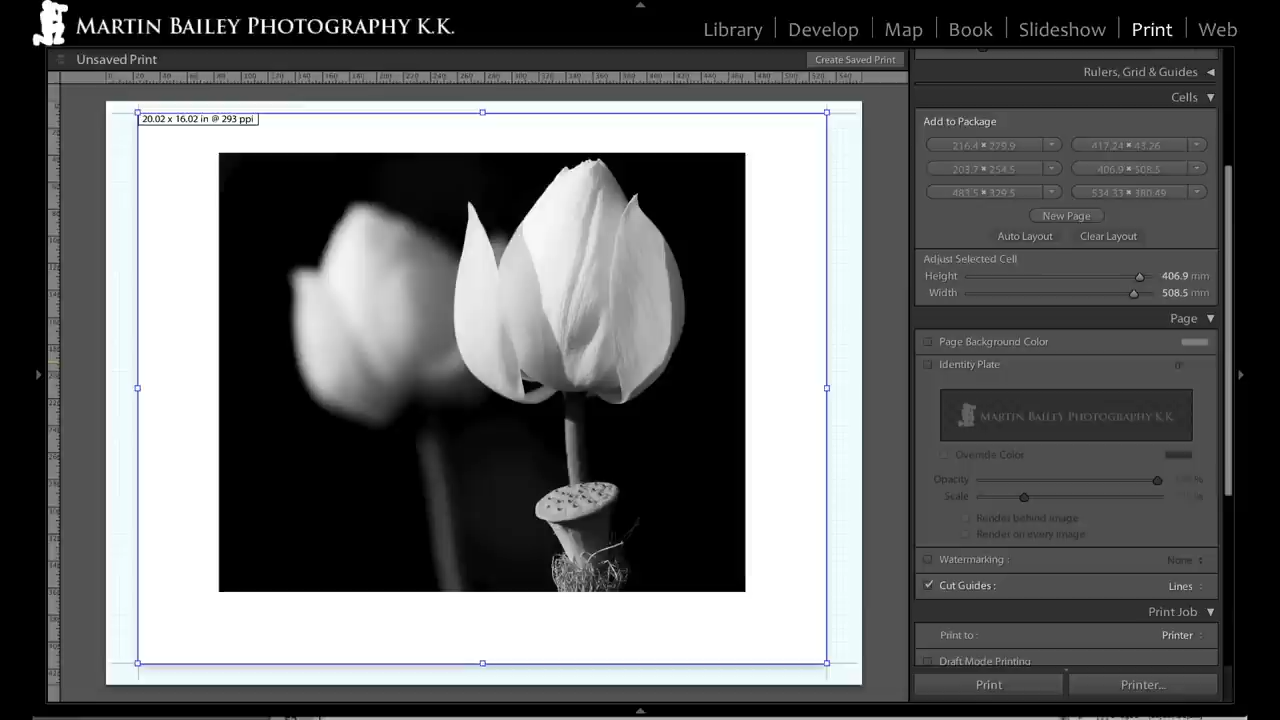 MARTIN BAILEY PHOTOGRAPHY K.K.
Library | Develop | Map | Book | Slideshow | Print | Web
Unsaved Print
Create Saved Print
Rulers, Grid & Guides
20.02 x 16.02 in @ 293 ppi
Cells
Add to Package
216.4 × 279.9
417.24 × 43.26
203.7 × 254.5
406.9 × 508.5
483.5 × 329.5
534.33 × 380.49
New Page
Auto Layout
Clear Layout
Adjust Selected Cell
Height 406.9 mm
Width 508.5 mm
Page
Page Background Color
Identity Plate
MARTIN BAILEY PHOTOGRAPHY K.K.
Override Color
Opacity
Scale
Render behind image
Render on every image
Watermarking : None
Cut Guides : Lines
Print Job
Print to : Printer
Draft Mode Printing
Print
Printer...